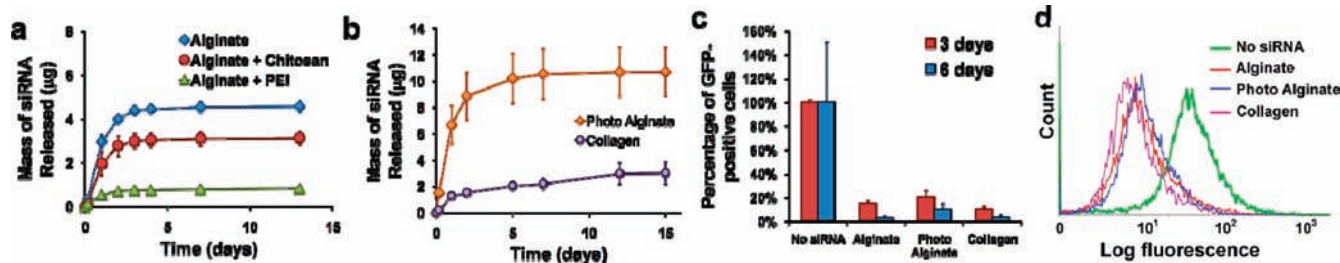 a
Mass of siRNA
Released (µg)
8
6
4
2
0
Alginate
Alginate + Chitosan
Alginate + PEI
0
5
10
15
Time (days)
b
Mass of siRNA
Released (µg)
14
12
10
8
6
4
2
0
Photo Alginate
Collagen
0
5
10
15
Time (days)
c
Percentage of GFP-
positive cells
160%
140%
120%
100%
80%
60%
40%
20%
0%
3 days
6 days
No siRNA
Alginate
Photo
Alginate
Collagen
d
No siRNA
Alginate
Photo Alginate
Collagen
Count
0
10¹
10²
10³
Log fluorescence